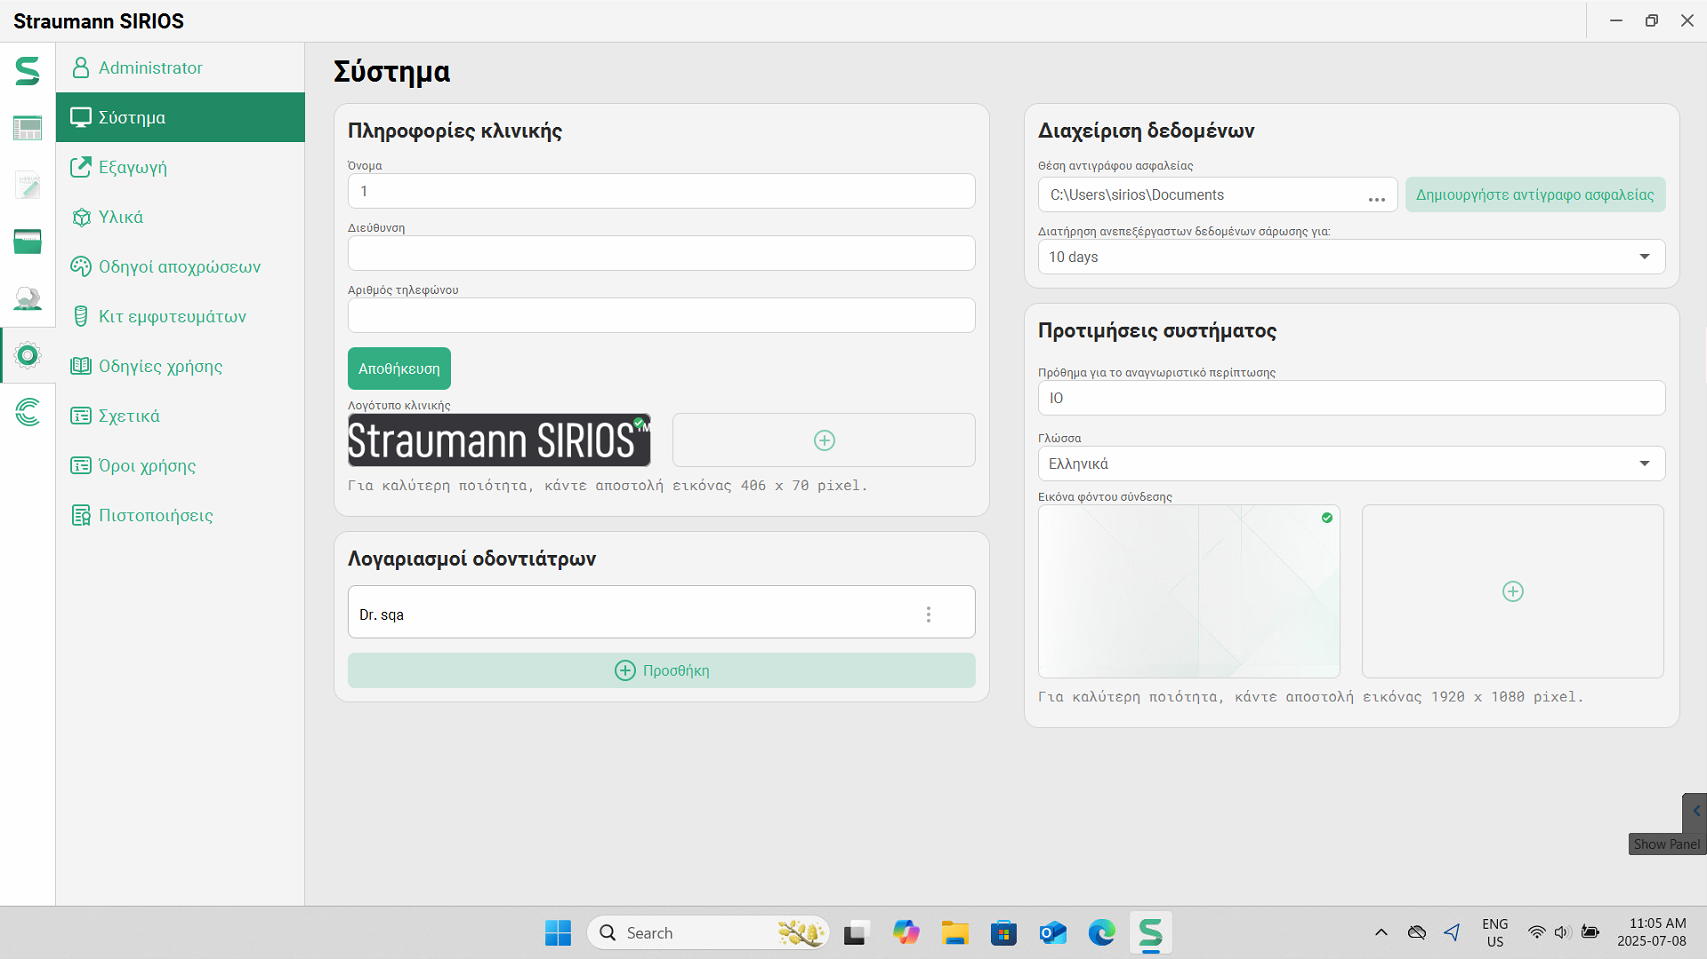 Straumann SIRIOS
Administrator
Σύστημα
Εξαγωγή
Υλικά
Οδηγοί αποχρώσεων
Κιτ εμφυτευμάτων
Οδηγίες χρήσης
Σχετικά
Όροι χρήσης
Πιστοποιήσεις
Σύστημα
Πληροφορίες κλινικής
Όνομα
1
Διεύθυνση
Αριθμός τηλεφώνου
Αποθήκευση
Λογότυπο κλινικής
Straumann SIRIOS™
Για καλύτερη ποιότητα, κάντε αποστολή εικόνας 406 x 70 pixel.
Λογαριασμοί οδοντιάτρων
Dr. sqa
Προσθήκη
Διαχείριση δεδομένων
Θέση αντιγράφου ασφαλείας
C:\Users\sirios\Documents ...
Δημιουργήστε αντίγραφο ασφαλείας
Διατήρηση ανεπεξέργαστων δεδομένων σάρωσης για:
10 days
Προτιμήσεις συστήματος
Πρόθημα για το αναγνωριστικό περίπτωσης
IO
Γλώσσα
Ελληνικά
Εικόνα φόντου σύνδεσης
Για καλύτερη ποιότητα, κάντε αποστολή εικόνας 1920 x 1080 pixel.
Show Panel
Search
ENG
US
11:05 AM
2025-07-08